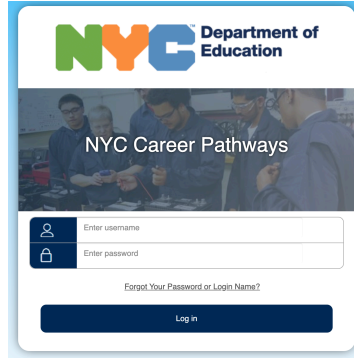 NYC Department of
Education
NYC Career Pathways
Enter username
Enter password
Forgot Your Password or Login Name?
Log in